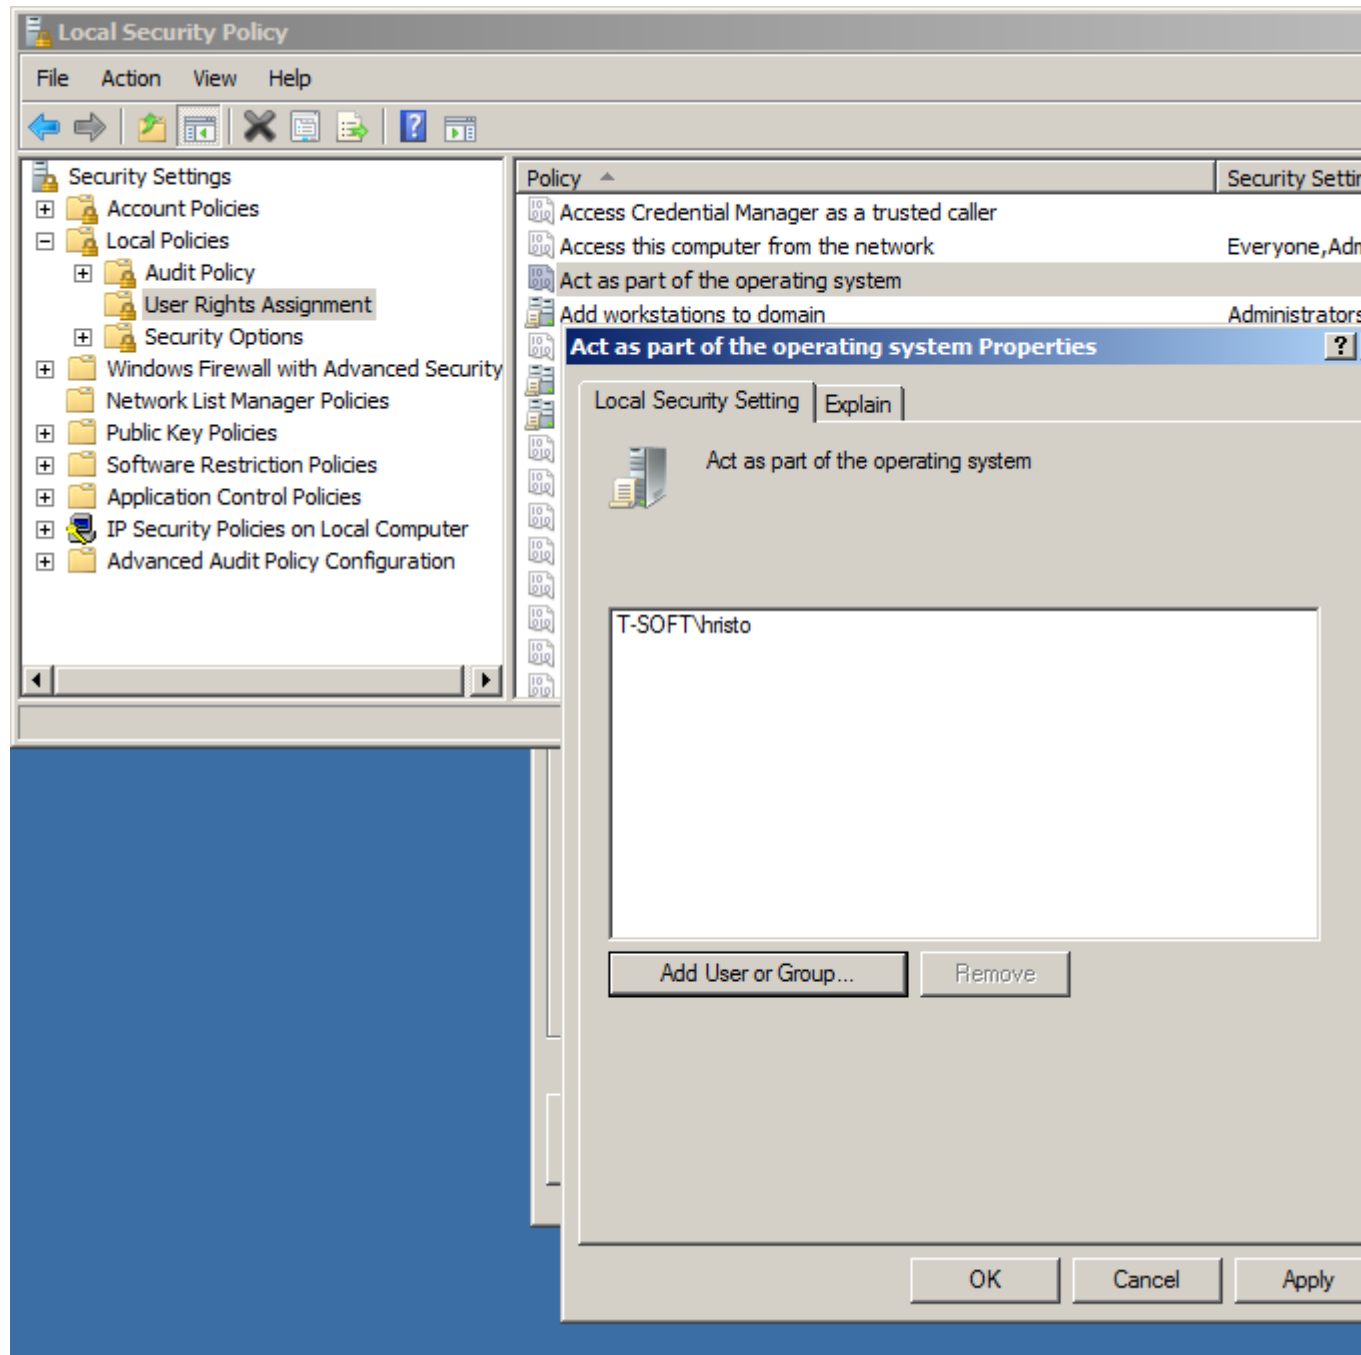 Local Security Policy
File Action View Help
Security Settings
Account Policies
Local Policies
Audit Policy
User Rights Assignment
Security Options
Windows Firewall with Advanced Security
Network List Manager Policies
Public Key Policies
Software Restriction Policies
Application Control Policies
IP Security Policies on Local Computer
Advanced Audit Policy Configuration
Policy Security Settin
Access Credential Manager as a trusted caller
Access this computer from the network Everyone,Adm
Act as part of the operating system
Add workstations to domain Administrators
Act as part of the operating system Properties
Local Security Setting Explain
Act as part of the operating system
T-SOFT\hristo
Add User or Group... Remove
OK Cancel Apply